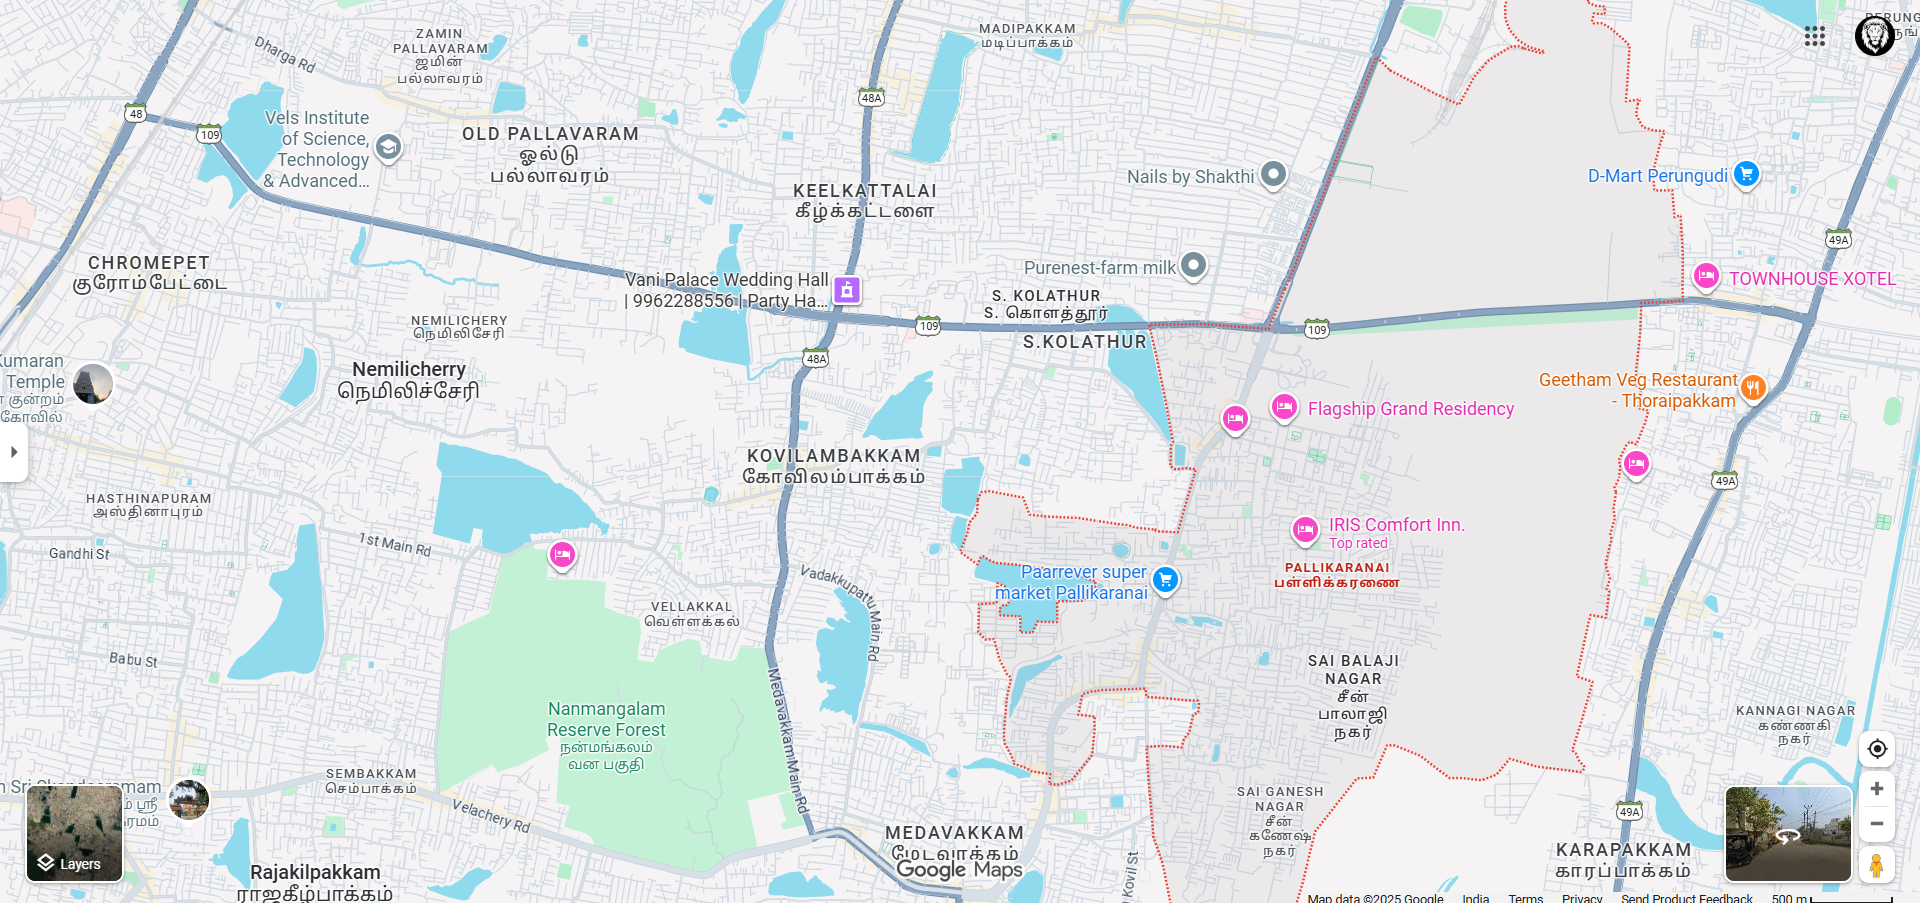 ZAMIN
PALLAVARAM
ஜமின்
பல்லாவரம்
Dharga Rd
MADIPAKKAM
மடிப்பாக்கம்
48
109
48A
Vels Institute
of Science,
Technology
& Advanced...
OLD PALLAVARAM
ஓல்டு
பல்லாவரம்
KEELKATTALAI
கீழ்க்கட்டளை
Nails by Shakthi
D-Mart Perungudi
49A
CHROMEPET
குரோம்பேட்டை
Vani Palace Wedding Hall
| 9962288556 | Party Ha...
Purenest-farm milk
S. KOLATHUR
S. கொளத்தூர்
S.KOLATHUR
TOWNHOUSE XOTEL
109
109
NEMILICHERY
நெமிலிசேரி
48A
Nemilicherry
நெமிலிச்சேரி
Kumaran
Temple
குன்றம்
கோவில்
Geetham Veg Restaurant
- Thoraipakkam
Flagship Grand Residency
KOVILAMBAKKAM
கோவிலம்பாக்கம்
49A
HASTHINAPURAM
அஸ்தினாபுரம்
Gandhi St
1st Main Rd
IRIS Comfort Inn.
Top rated
PALLIKARANAI
பள்ளிக்கரணை
Paarrever super
market Pallikaranai
Vadakkupattu Main Rd
VELLAKKAL
வெள்ளக்கல்
Babu St
SAI BALAJI
NAGAR
சீன்
பாலாஜி
நகர்
Nanmangalam
Reserve Forest
நன்மங்கலம்
வன பகுதி
Medavakkam Main Rd
KANNAGI NAGAR
கண்ணகி
நகர்
SEMBAKKAM
செம்பாக்கம்
Velachery Rd
SAI GANESH
NAGAR
சீன்
கணேஷ்
நகர்
49A
MEDAVAKKAM
மேடவாக்கம்
KARAPAKKAM
காரப்பாக்கம்
Rajakilpakkam
ராஜகீழ்பாக்கம்
Kovil St
Layers
Google Maps
Map data ©2025 Google India Terms Privacy Send Product Feedback 500 m